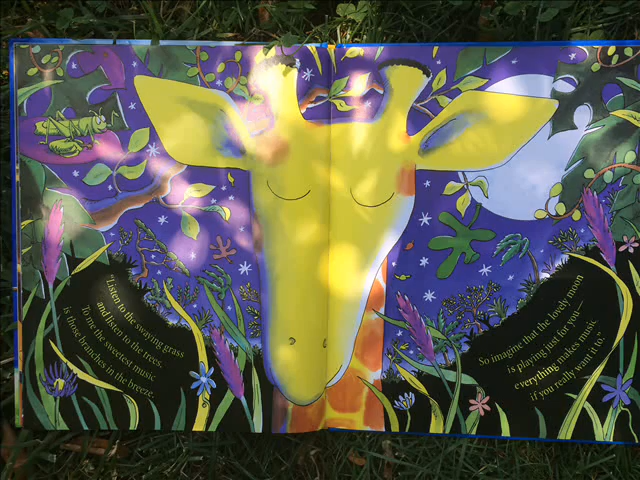 Listen to the swaying grass
and listen to the trees.
To me the sweetest music
is those branches in the breeze.
So imagine that the lovely moon
is playing just for you—
everything makes music
if you really want it to.